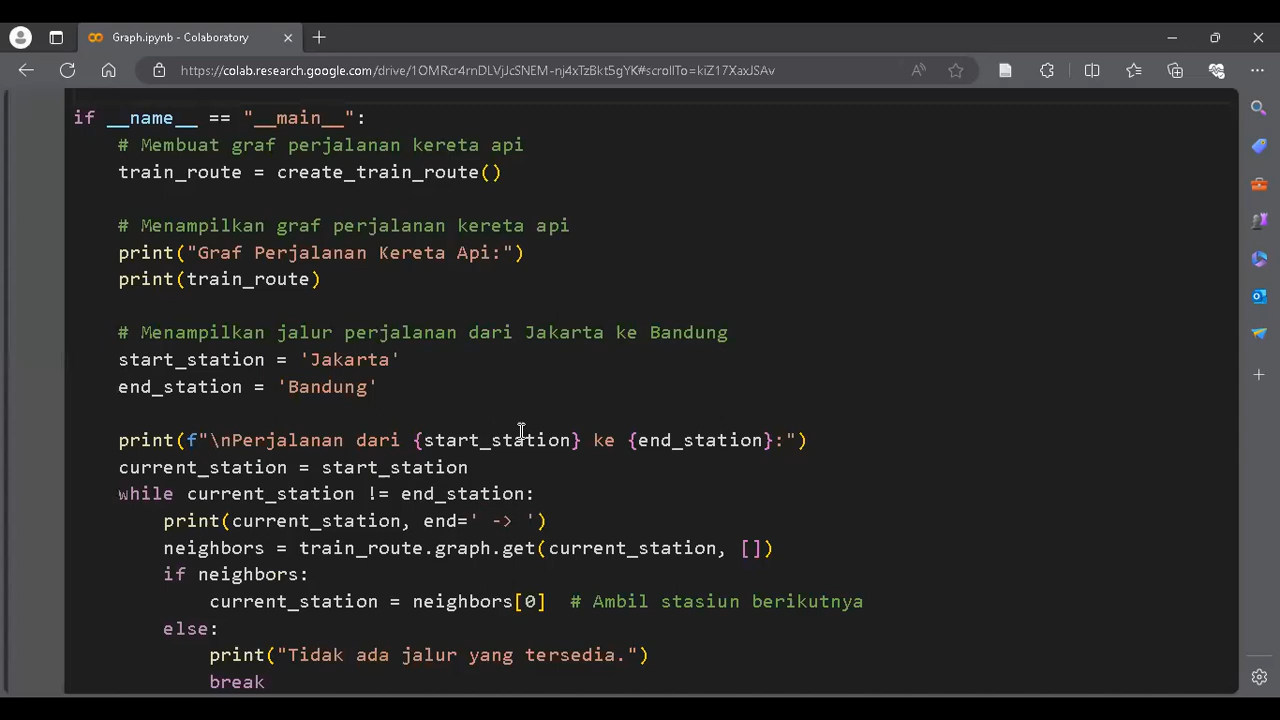 Graph.ipynb - Colaboratory
https://colab.research.google.com/drive/1OMRcr4rnDLVjJcSNEM-nj4xTzBkt5gYK#scrollTo=kiZ17XaxJSAv
if __name__ == "__main__":
    # Membuat graf perjalanan kereta api
    train_route = create_train_route()
    # Menampilkan graf perjalanan kereta api
    print("Graf Perjalanan Kereta Api:")
    print(train_route)
    # Menampilkan jalur perjalanan dari Jakarta ke Bandung
    start_station = 'Jakarta'
    end_station = 'Bandung'
    print(f"\nPerjalanan dari {start_station} ke {end_station}:")
    current_station = start_station
    while current_station != end_station:
        print(current_station, end=' -> ')
        neighbors = train_route.graph.get(current_station, [])
        if neighbors:
            current_station = neighbors[0]  # Ambil stasiun berikutnya
        else:
            print("Tidak ada jalur yang tersedia.")
            break